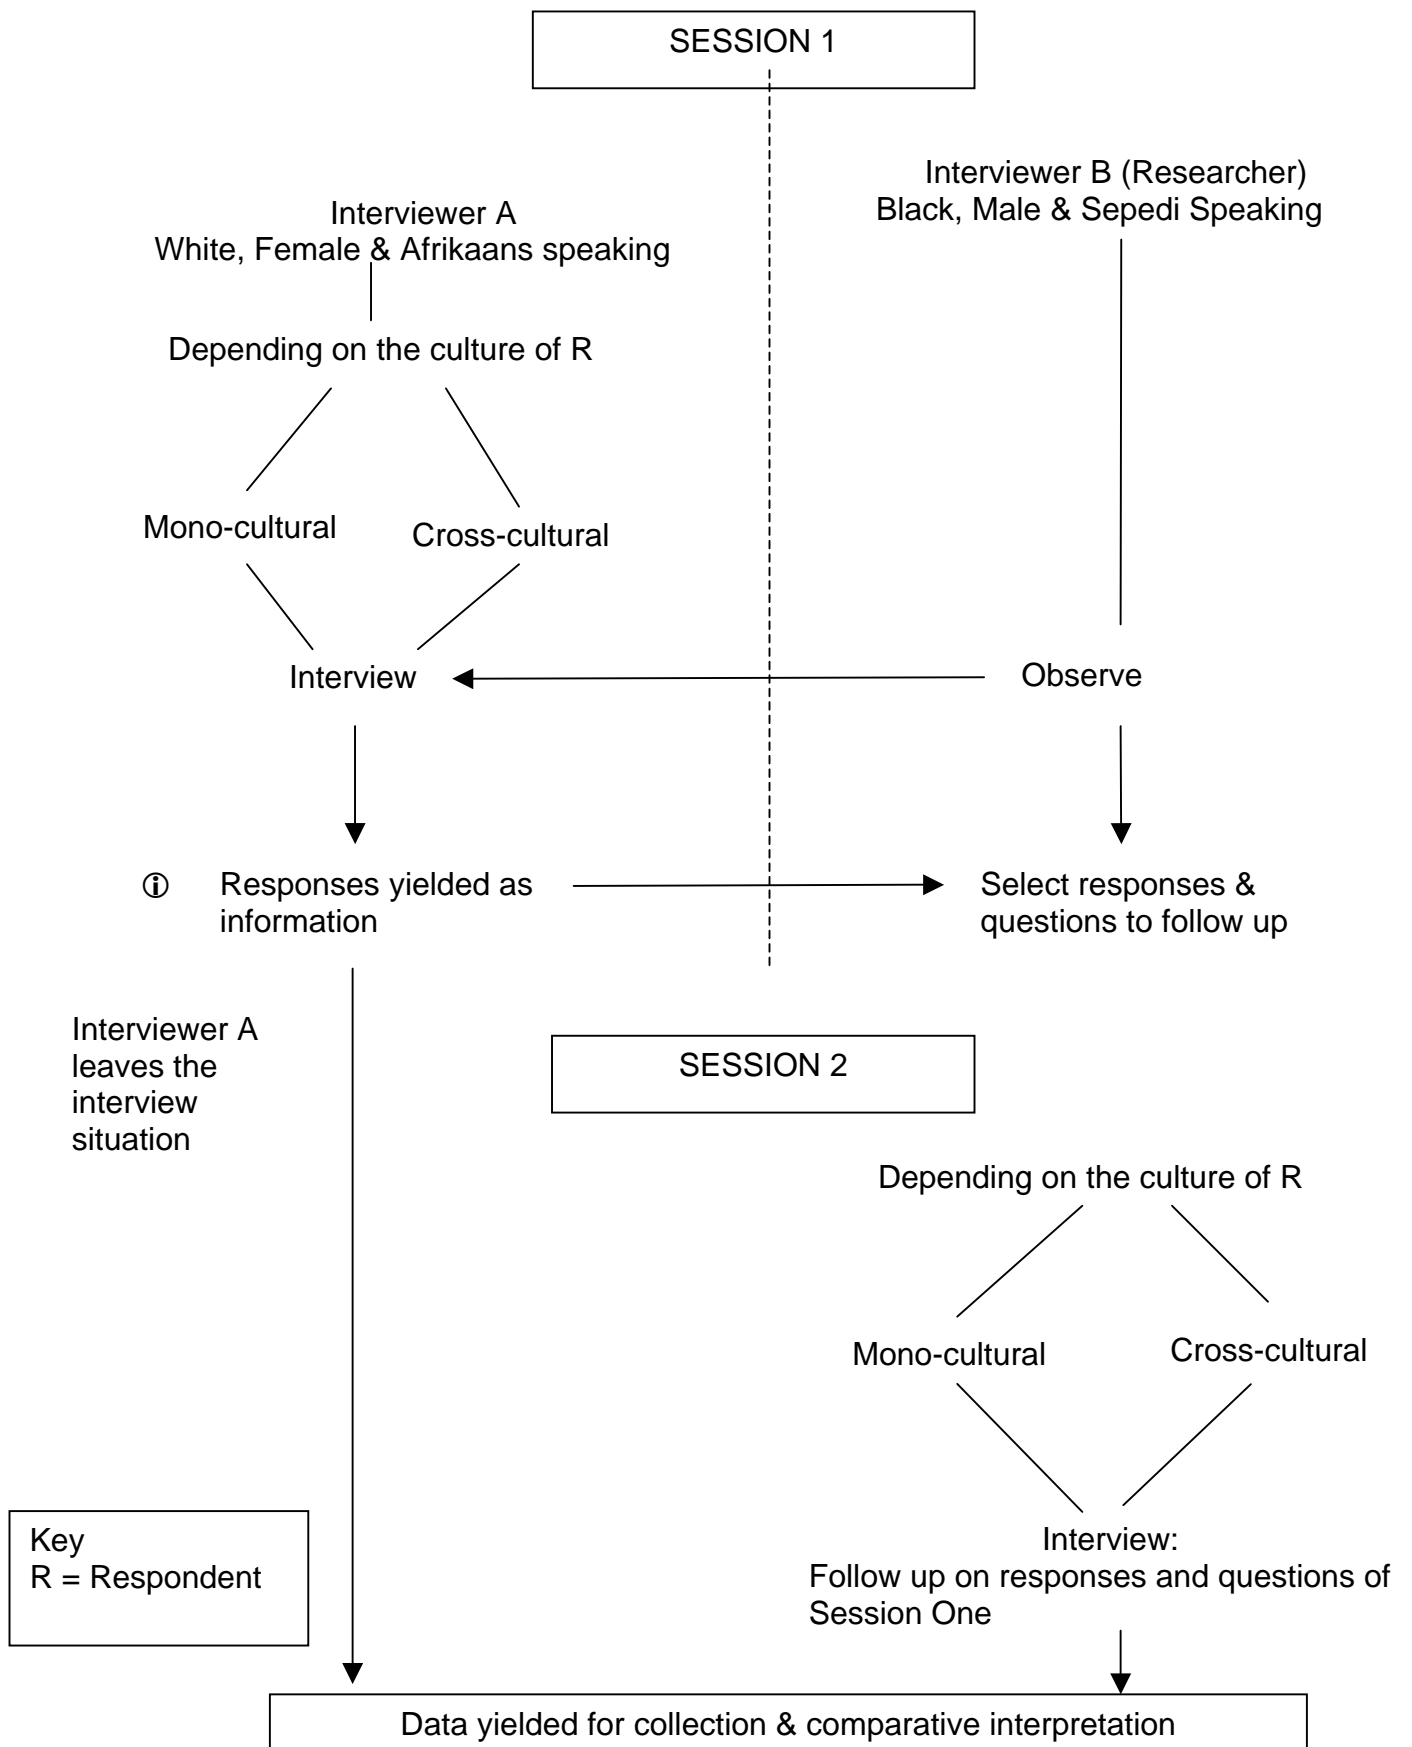 SESSION 1
Interviewer A
White, Female & Afrikaans speaking
Interviewer B (Researcher)
Black, Male & Sepedi Speaking
Depending on the culture of R
Mono-cultural
Cross-cultural
Interview
Observe
Responses yielded as
information
Select responses &
questions to follow up
Interviewer A
leaves the
interview
situation
SESSION 2
Depending on the culture of R
Mono-cultural
Cross-cultural
Interview:
Follow up on responses and questions of
Session One
Key
R = Respondent
Data yielded for collection & comparative interpretation